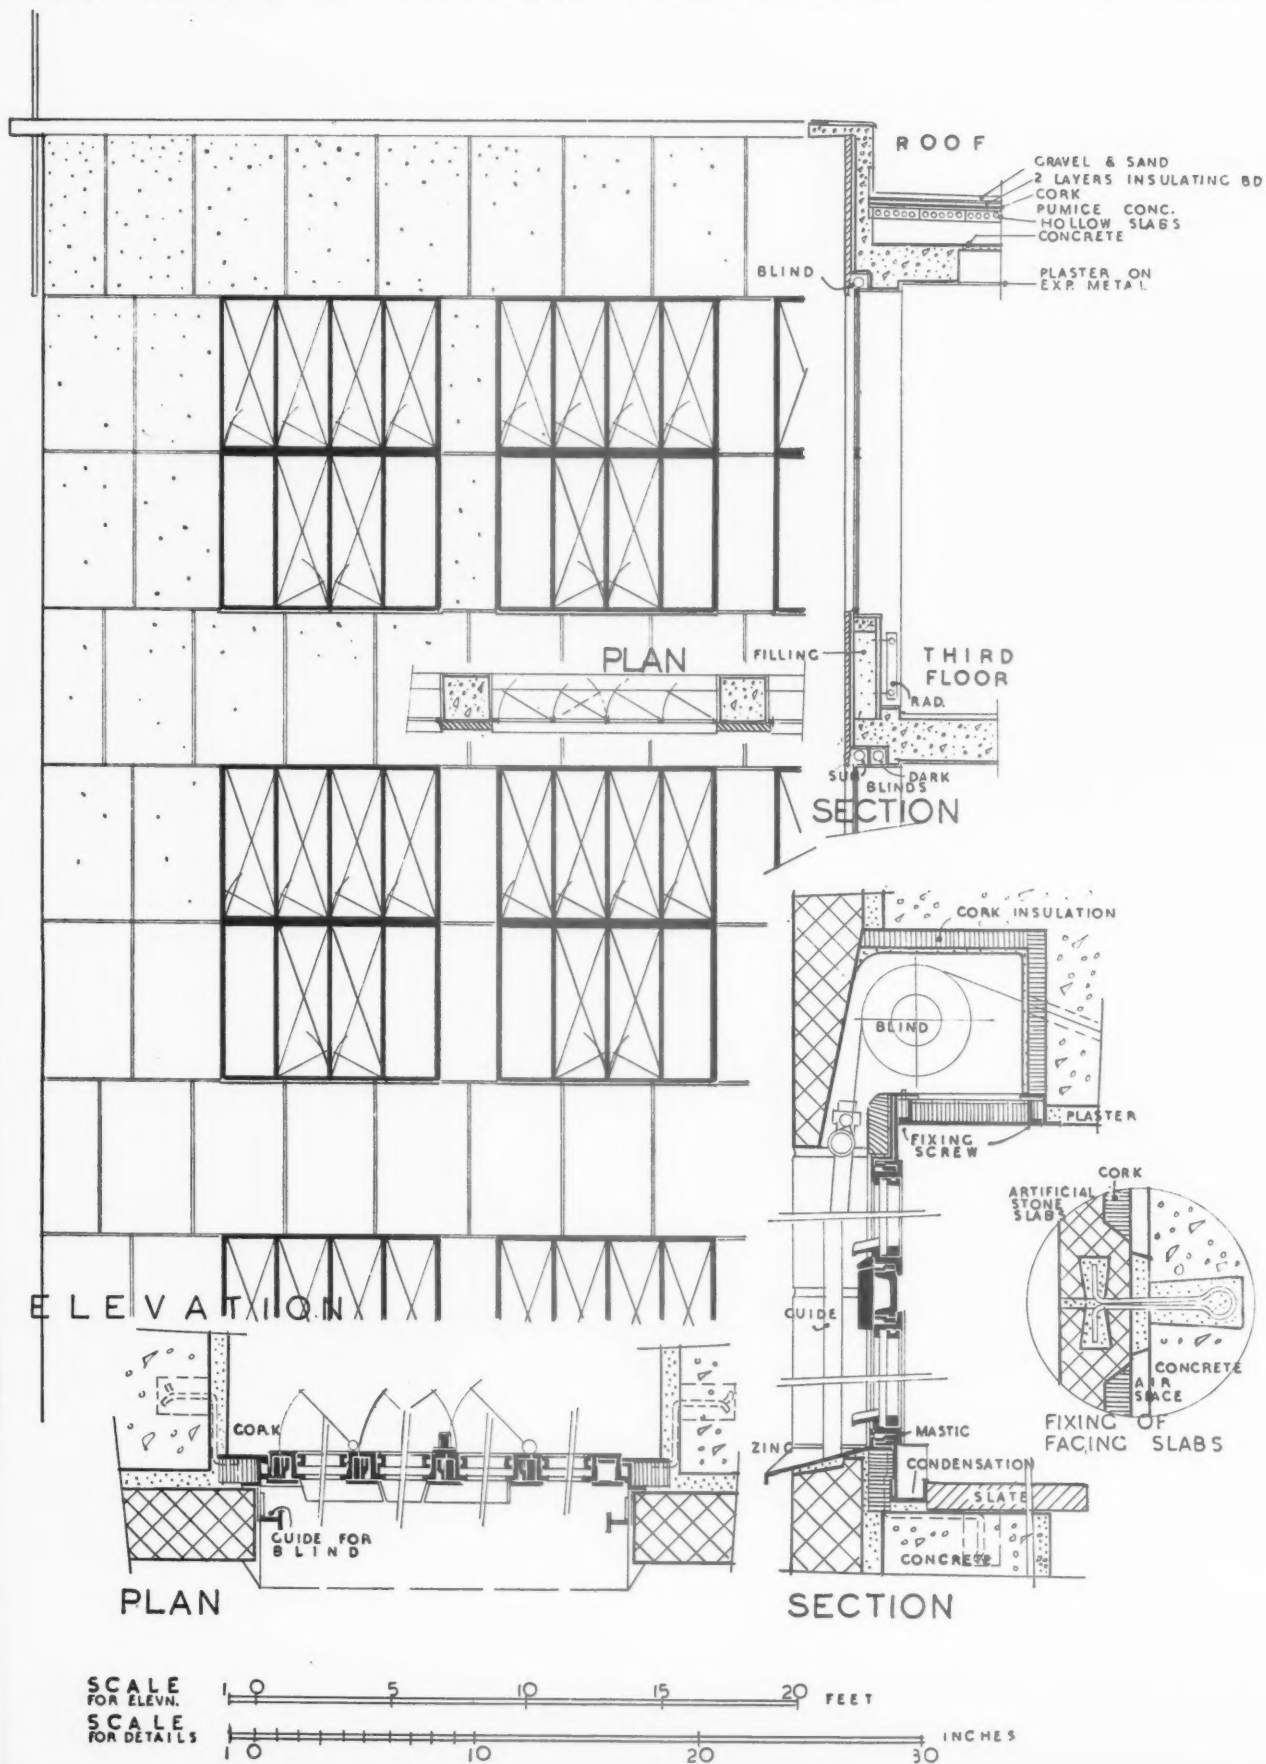 ROOF
GRAVEL & SAND
2 LAYERS INSULATING BD
CORK
PUMICE CONC.
HOLLOW SLABS
CONCRETE
BLIND
PLASTER ON
EXP. METAL
PLAN
FILLING
THIRD
FLOOR
RAD.
SUN
DARK
BLINDS
SECTION
CORK INSULATION
BLIND
PLASTER
FIXING
SCREW
CORK
ARTIFICIAL
STONE
SLABS
ELEVATION
GUIDE
CONCRETE
AIR
SPACE
FIXING OF
FACING SLABS
CORK
ZINC
MASTIC
CONDENSATION
SLATE
GUIDE FOR
BLIND
CONCRETE
PLAN
SECTION
SCALE
FOR ELEVN.
1 0 5 10 15 20 FEET
SCALE
FOR DETAILS
1 0 10 20 30 INCHES